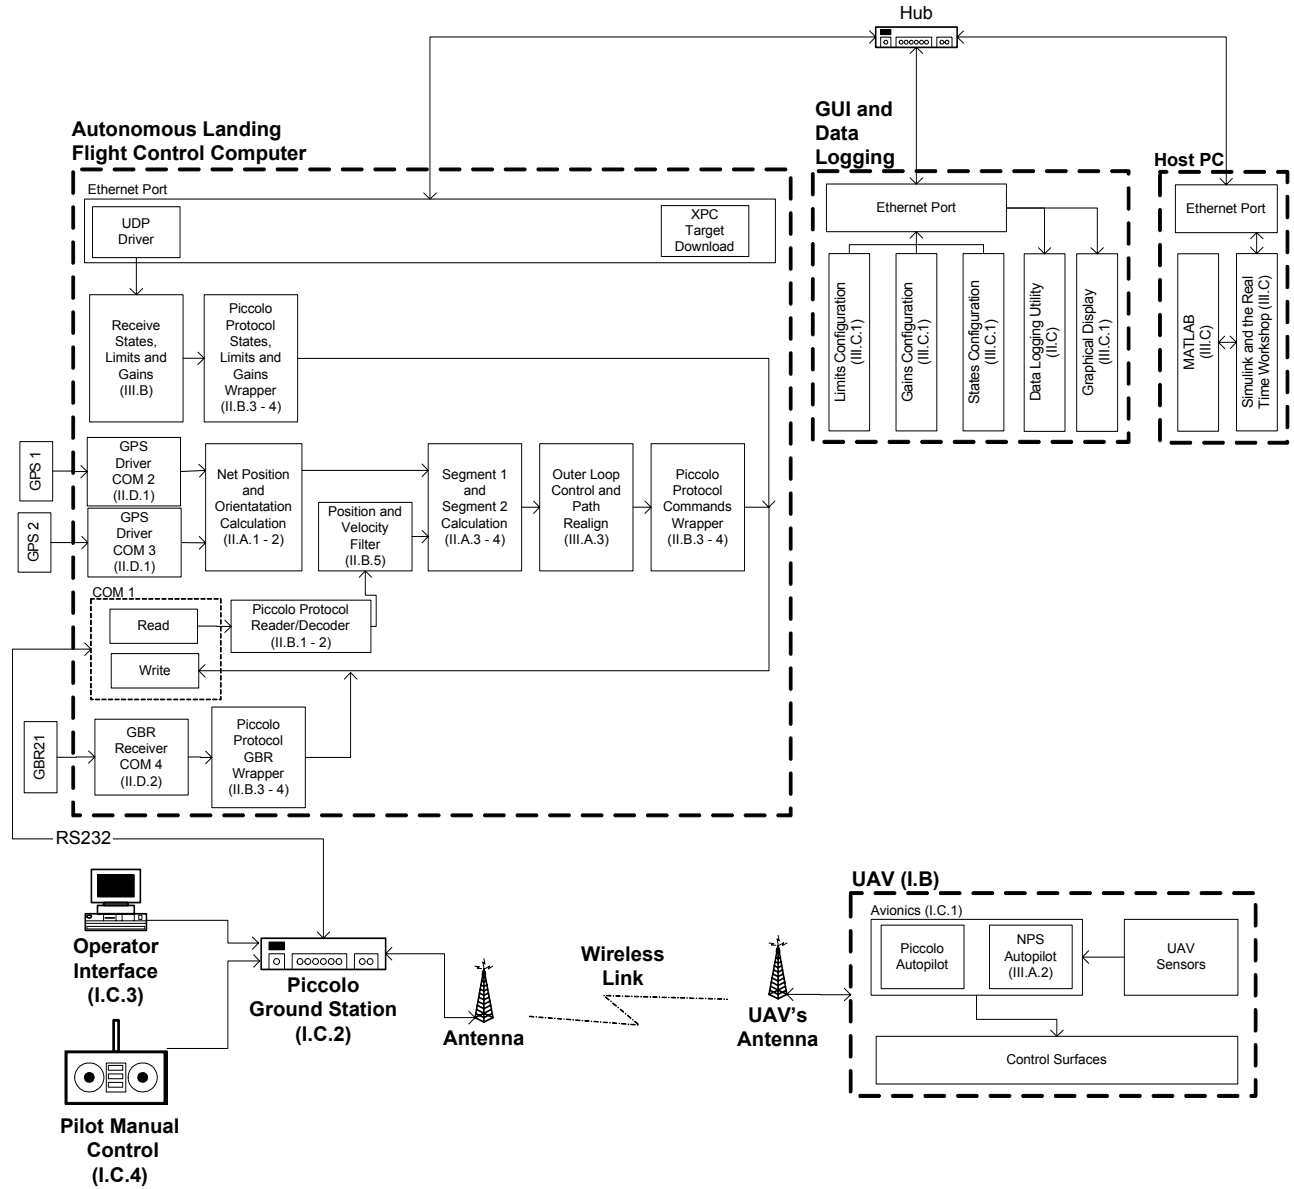 Hub
Autonomous Landing
Flight Control Computer
Ethernet Port
UDP
Driver
XPC
Target
Download
Receive
States,
Limits and
Gains
(III.B)
Piccolo
Protocol
States,
Limits and
Gains
Wrapper
(II.B.3 - 4)
GPS 1
GPS
Driver
COM 2
(II.D.1)
GPS 2
GPS
Driver
COM 3
(II.D.1)
Net Position
and
Orientatation
Calculation
(II.A.1 - 2)
Position and
Velocity
Filter
(II.B.5)
Segment 1
and
Segment 2
Calculation
(II.A.3 - 4)
Outer Loop
Control and
Path
Realign
(III.A.3)
Piccolo
Protocol
Commands
Wrapper
(II.B.3 - 4)
COM 1
Read
Write
Piccolo Protocol
Reader/Decoder
(II.B.1 - 2)
GBR21
GBR
Receiver
COM 4
(II.D.2)
Piccolo
Protocol
GBR
Wrapper
(II.B.3 - 4)
GUI and
Data
Logging
Ethernet Port
Limits Configuration
(III.C.1)
Gains Configuration
(III.C.1)
States Configuration
(III.C.1)
Data Logging Utility
(II.C)
Graphical Display
(III.C.1)
Host PC
Ethernet Port
MATLAB
(III.C)
Simulink and the Real
Time Workshop (III.C)
RS232
Operator
Interface
(I.C.3)
Pilot Manual
Control
(I.C.4)
Piccolo
Ground Station
(I.C.2)
Antenna
Wireless
Link
UAV's
Antenna
UAV (I.B)
Avionics (I.C.1)
Piccolo
Autopilot
NPS
Autopilot
(III.A.2)
UAV
Sensors
Control Surfaces